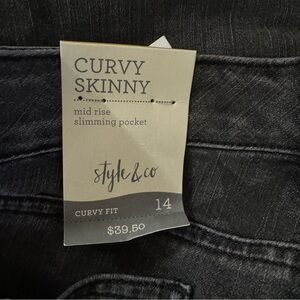 CURVY
SKINNY
mid rise
slimming pocket
style & co
CURVY FIT 14
$39.50